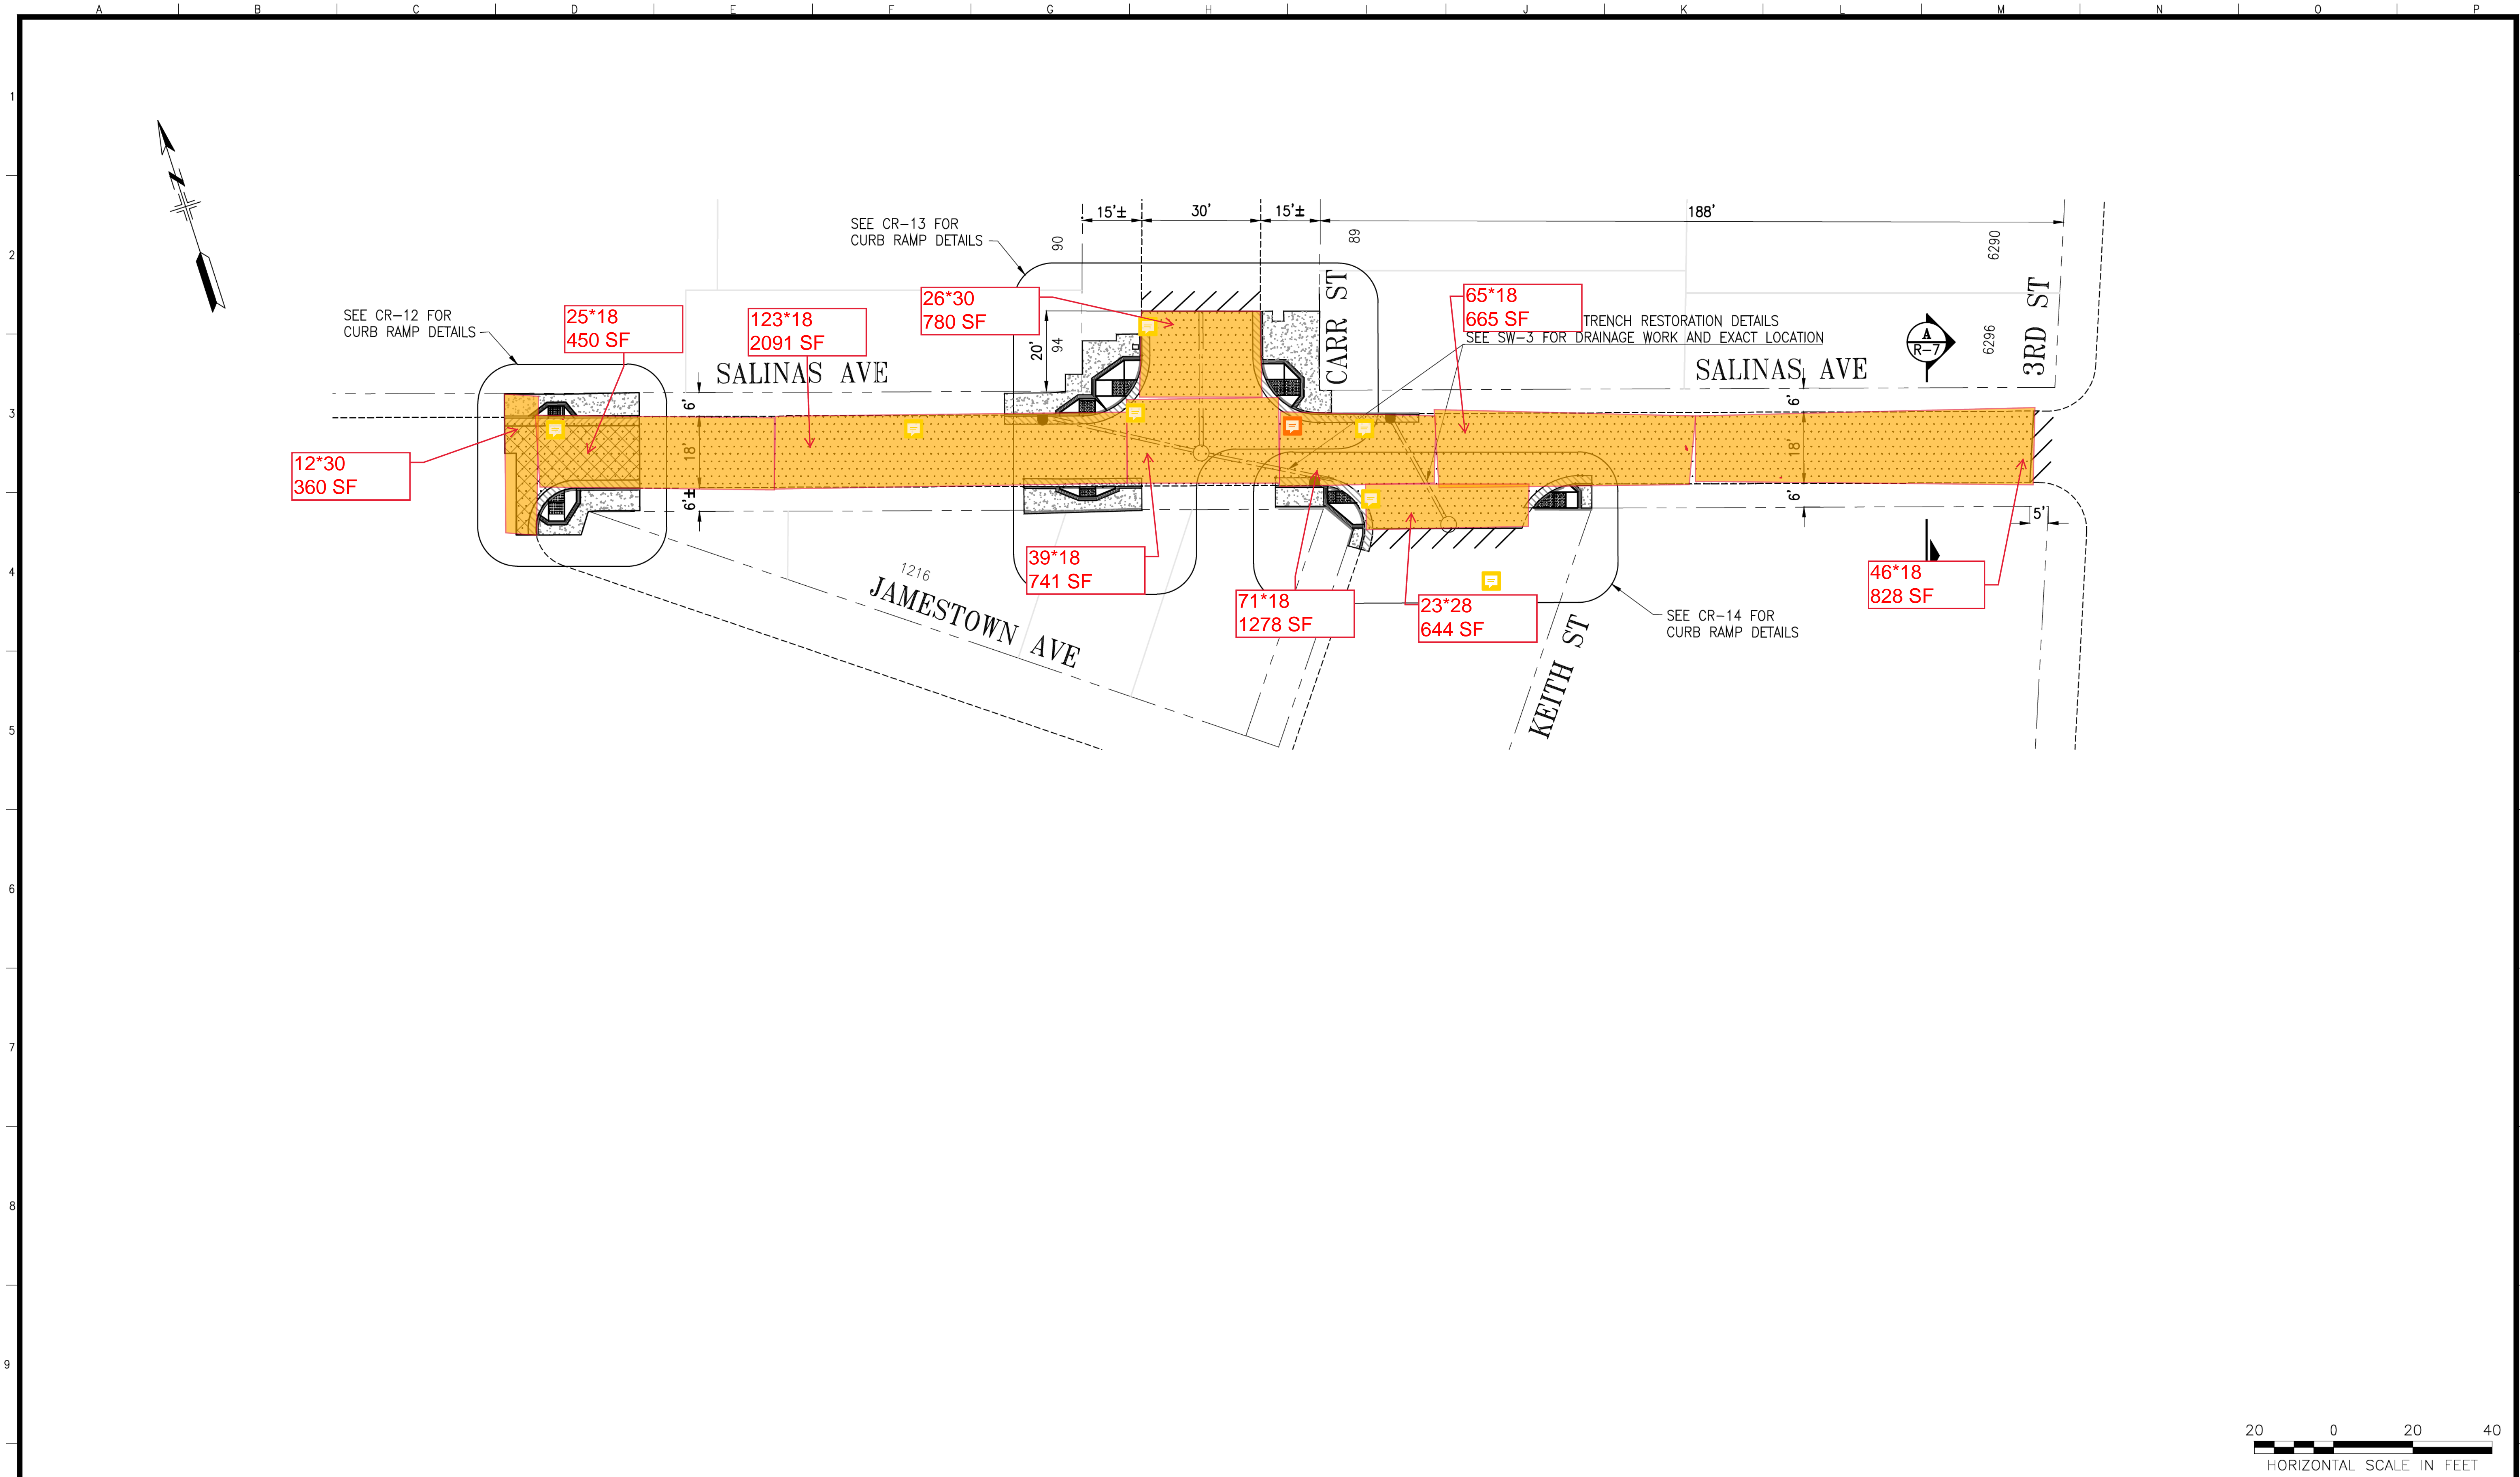 A B C D E F G H I J K L M N O P
1
2
3
4
5
6
7
8
9
N
15'± 30' 15'± 188'
SEE CR-13 FOR
CURB RAMP DETAILS
90
89
6290
SEE CR-12 FOR
CURB RAMP DETAILS
25*18
450 SF
123*18
2091 SF
26*30
780 SF
20'
94
CARR ST
65*18
665 SF
TRENCH RESTORATION DETAILS
SEE SW-3 FOR DRAINAGE WORK AND EXACT LOCATION
A
R-7
6296
3RD ST
SALINAS AVE
SALINAS AVE
6'
18'
6'±
6'
18'
6'
5'
12*30
360 SF
39*18
741 SF
71*18
1278 SF
23*28
644 SF
46*18
828 SF
1216
JAMESTOWN AVE
KEITH ST
SEE CR-14 FOR
CURB RAMP DETAILS
20 0 20 40
HORIZONTAL SCALE IN FEET